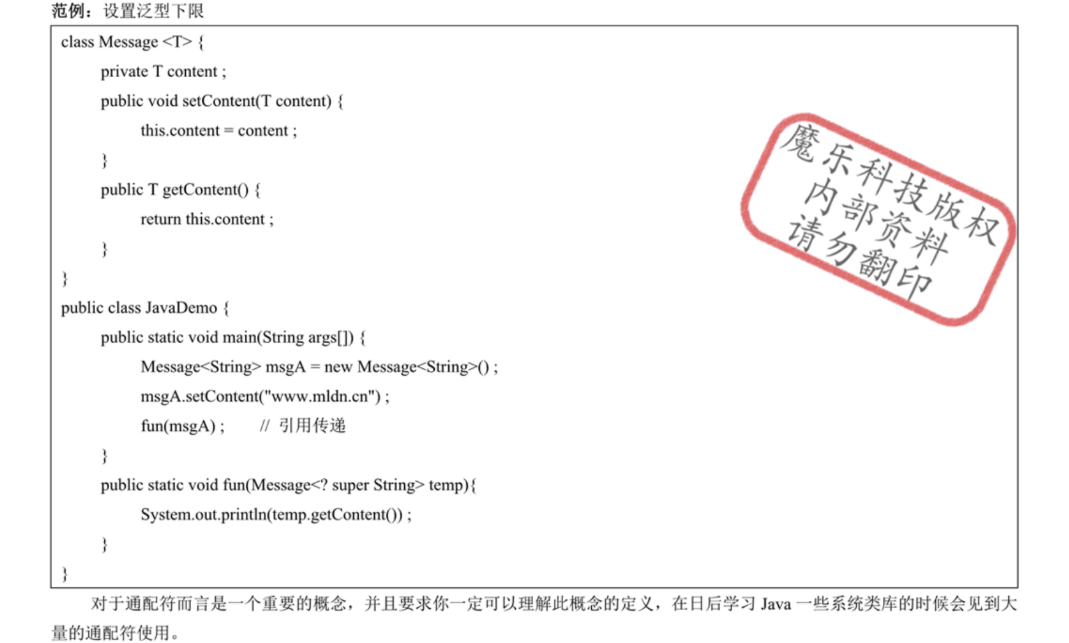 范例：设置泛型下限
class Message <T> {
private T content ;
public void setContent(T content) {
this.content = content ;
}
public T getContent() {
return this.content ;
}
}
public class JavaDemo {
public static void main(String args[]) {
Message<String> msgA = new Message<String>() ;
msgA.setContent("www.mldn.cn") ;
fun(msgA) ; // 引用传递
}
public static void fun(Message<? super String> temp){
System.out.println(temp.getContent()) ;
}
}
对于通配符而言是一个重要的概念，并且要求你一定可以理解此概念的定义，在日后学习 Java 一些系统类库的时候会见到大
量的通配符使用。
魔乐科技版权
内部资料
请勿翻印